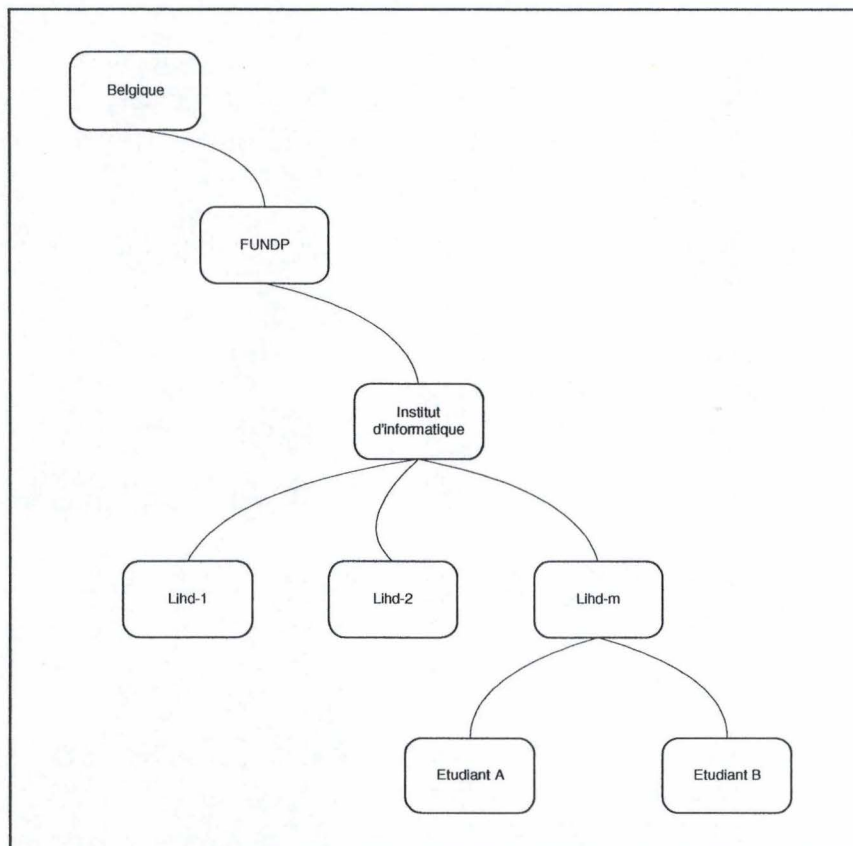 Belgique
FUNDP
Institut
d'informatique
Lihd-1
Lihd-2
Lihd-m
Etudiant A
Etudiant B